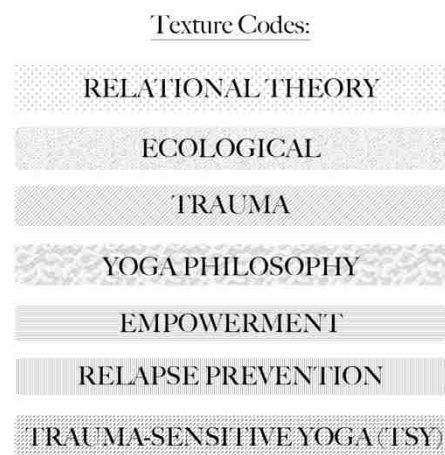 Texture Codes:
RELATIONAL THEORY
ECOLOGICAL
TRAUMA
YOGA PHILOSOPHY
EMPOWERMENT
RELAPSE PREVENTION
TRAUMA-SENSITIVE YOGA (TSY)